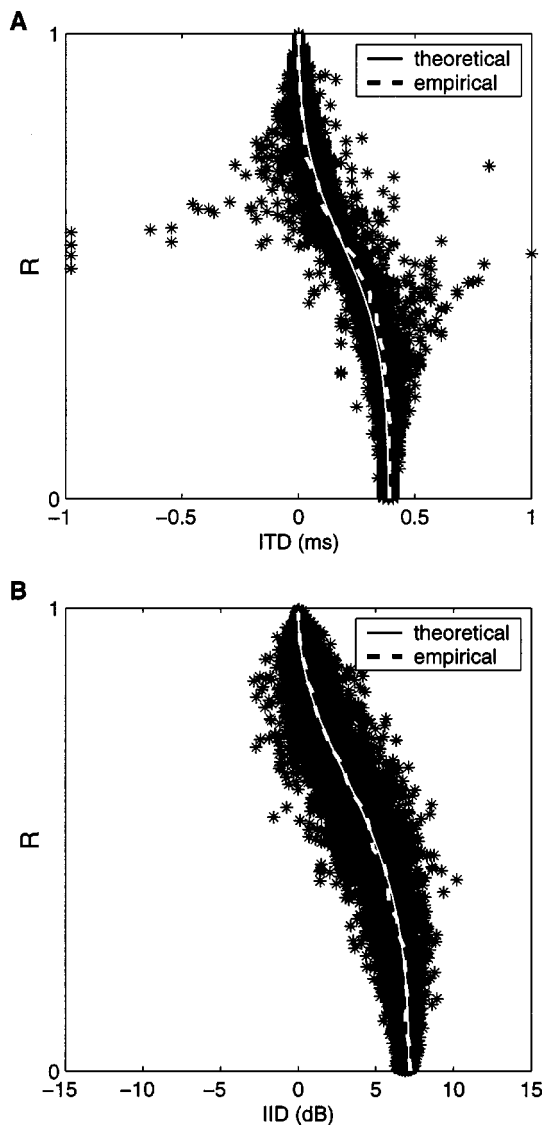 A
1
theoretical
empirical
R
0
-1 -0.5 0 0.5 1
ITD (ms)
B
1
theoretical
empirical
R
0
-15 -10 -5 0 5 10 15
IID (dB)